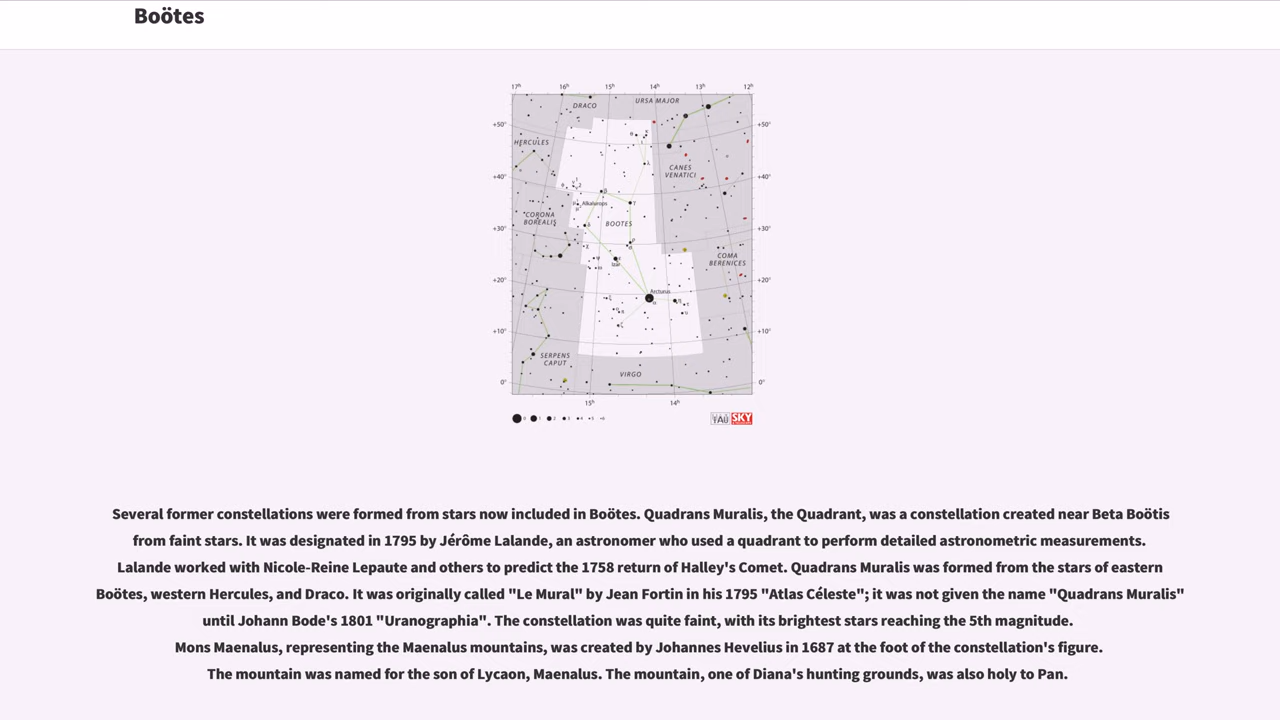 Boötes
17h 16h 15h 14h 13h 12h
DRACO URSA MAJOR
+50° +50°
HERCULES
CANES
VENATICI
+40° +40°
Alkalurops
CORONA
BOREALIS
BOOTES
+30° +30°
COMA
BERENICES
Izar
+20° +20°
Arcturus
+10° +10°
SERPENS
CAPUT
VIRGO
0° 0°
15h 14h
0 1 2 3 4 5 6
IAU SKY
Several former constellations were formed from stars now included in Boötes. Quadrans Muralis, the Quadrant, was a constellation created near Beta Boötis
from faint stars. It was designated in 1795 by Jérôme Lalande, an astronomer who used a quadrant to perform detailed astronometric measurements.
Lalande worked with Nicole-Reine Lepaute and others to predict the 1758 return of Halley's Comet. Quadrans Muralis was formed from the stars of eastern
Boötes, western Hercules, and Draco. It was originally called "Le Mural" by Jean Fortin in his 1795 "Atlas Céleste"; it was not given the name "Quadrans Muralis"
until Johann Bode's 1801 "Uranographia". The constellation was quite faint, with its brightest stars reaching the 5th magnitude.
Mons Maenalus, representing the Maenalus mountains, was created by Johannes Hevelius in 1687 at the foot of the constellation's figure.
The mountain was named for the son of Lycaon, Maenalus. The mountain, one of Diana's hunting grounds, was also holy to Pan.